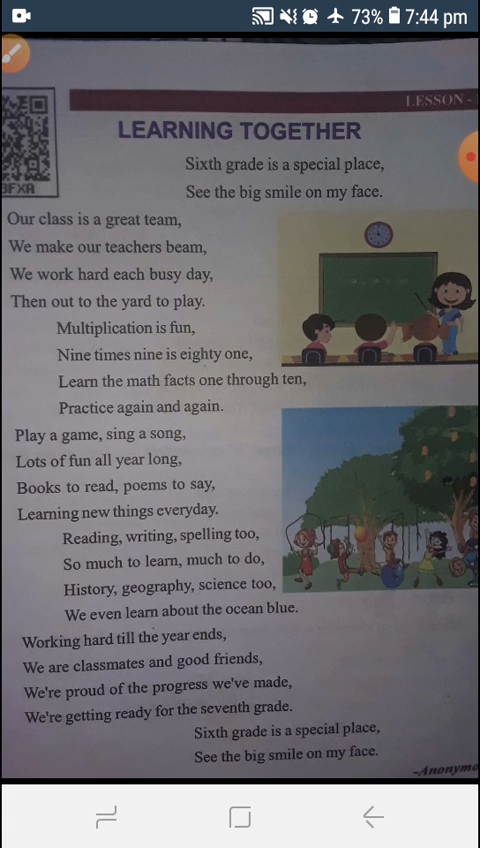 73% 7:44 pm
LESSON -
3FXA
LEARNING TOGETHER
Sixth grade is a special place,
See the big smile on my face.
Our class is a great team,
We make our teachers beam,
We work hard each busy day,
Then out to the yard to play.
Multiplication is fun,
Nine times nine is eighty one,
Learn the math facts one through ten,
Practice again and again.
Play a game, sing a song,
Lots of fun all year long,
Books to read, poems to say,
Learning new things everyday.
Reading, writing, spelling too,
So much to learn, much to do,
History, geography, science too,
We even learn about the ocean blue.
Working hard till the year ends,
We are classmates and good friends,
We're proud of the progress we've made,
We're getting ready for the seventh grade.
Sixth grade is a special place,
See the big smile on my face.
-Anonymo